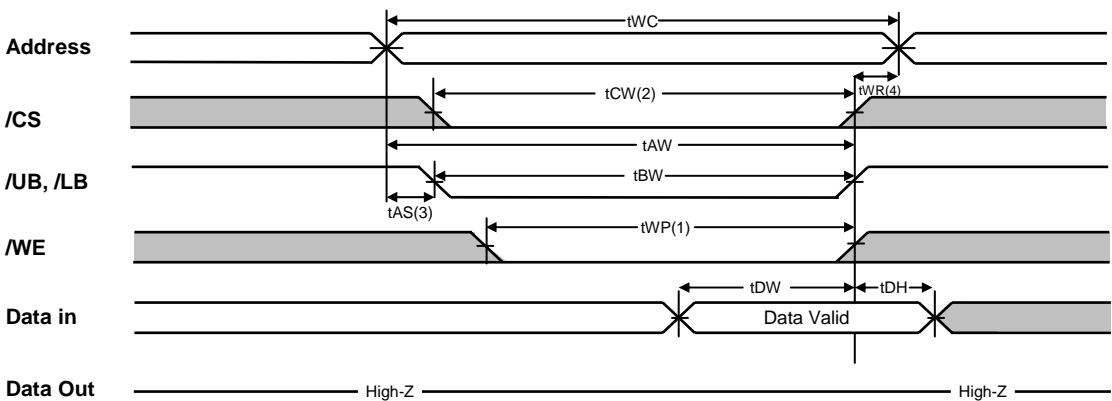 tWC
Address
tCW(2)
tWR(4)
/CS
tAW
/UB, /LB
tBW
tAS(3)
tWP(1)
/WE
tDW
tDH
Data in
Data Valid
Data Out
High-Z
High-Z